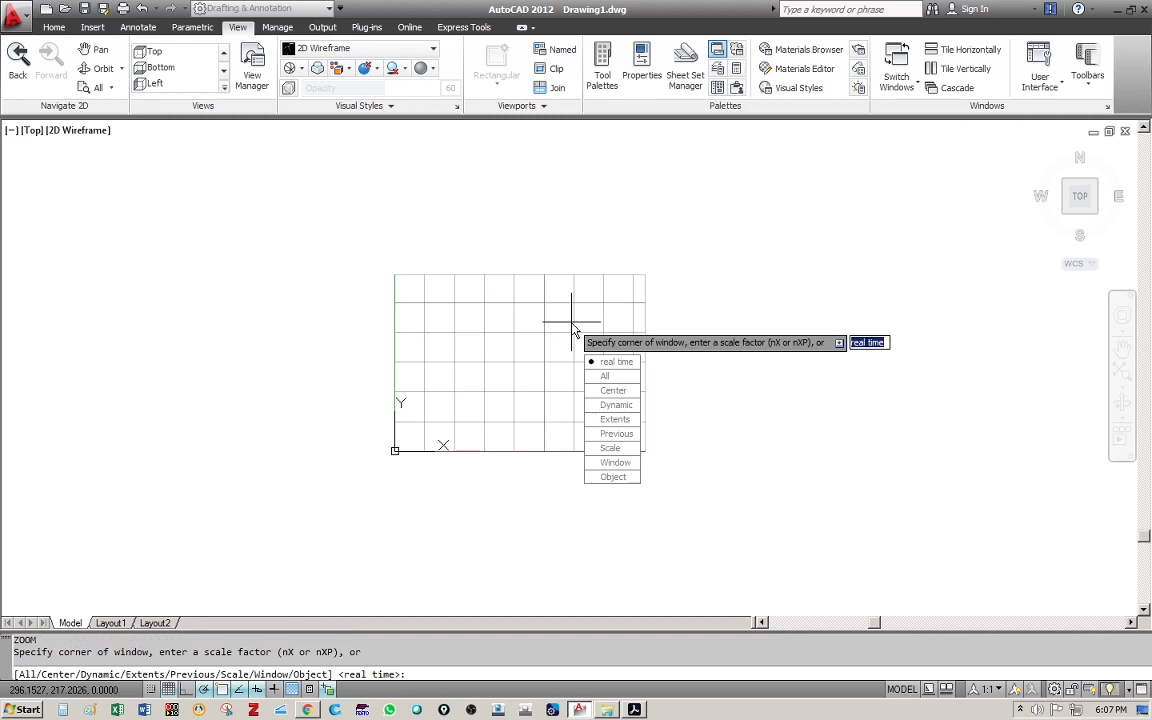 Drafting & Annotation
AutoCAD 2012 Drawing1.dwg
Type a keyword or phrase
Sign In
Home Insert Annotate Parametric View Manage Output Plug-ins Online Express Tools
Back
Forward
Pan
Orbit
All
Navigate 2D
Top
Bottom
Left
View
Manager
Views
2D Wireframe
Opacity 60
Visual Styles
Rectangular
Named
Clip
Join
Viewports
Tool
Palettes
Properties
Sheet Set
Manager
Materials Browser
Materials Editor
Visual Styles
Palettes
Switch
Windows
Tile Horizontally
Tile Vertically
Cascade
User
Interface
Toolbars
Windows
[−] [Top] [2D Wireframe]
N
W TOP E
S
WCS
Y
X
Specify corner of window, enter a scale factor (nX or nXP), or real time
real time
All
Center
Dynamic
Extents
Previous
Scale
Window
Object
Model Layout1 Layout2
ZOOM
Specify corner of window, enter a scale factor (nX or nXP), or
[All/Center/Dynamic/Extents/Previous/Scale/Window/Object] <real time>:
296.1527, 217.2026, 0.0000
MODEL
1:1
Start
6:07 PM